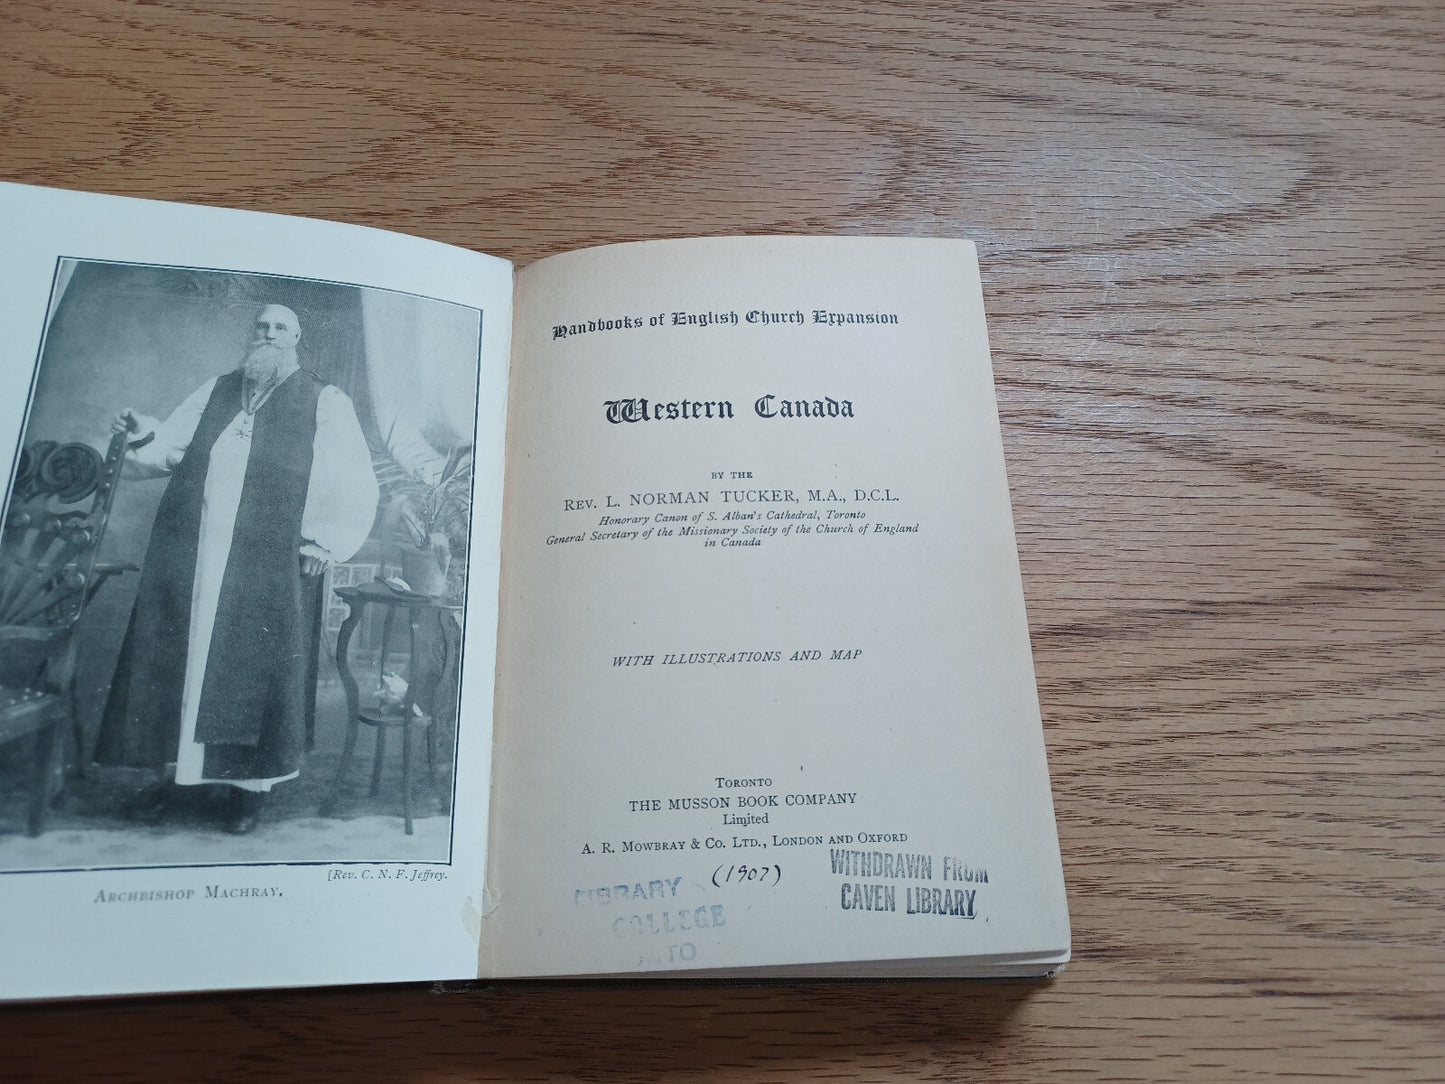 [Rev. C. N. F. Jeffrey.
Archbishop Machray.
Handbooks of English Church Expansion
Western Canada
BY THE
Rev. L. NORMAN TUCKER, M.A., D.C.L.
Honorary Canon of S. Alban's Cathedral, Toronto
General Secretary of the Missionary Society of the Church of England
in Canada
WITH ILLUSTRATIONS AND MAP
Toronto
THE MUSSON BOOK COMPANY
Limited
A. R. Mowbray & Co. Ltd., London and Oxford
(1907)
LIBRARY
COLLEGE
WITHDRAWN FROM
CAVEN LIBRARY